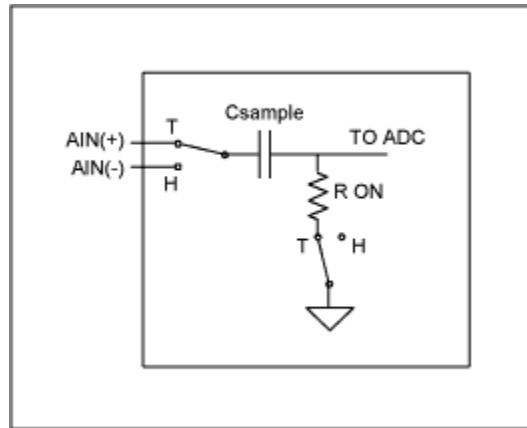 T
Csample
AIN(+)
TO ADC
AIN(-)
H
R ON
T
H